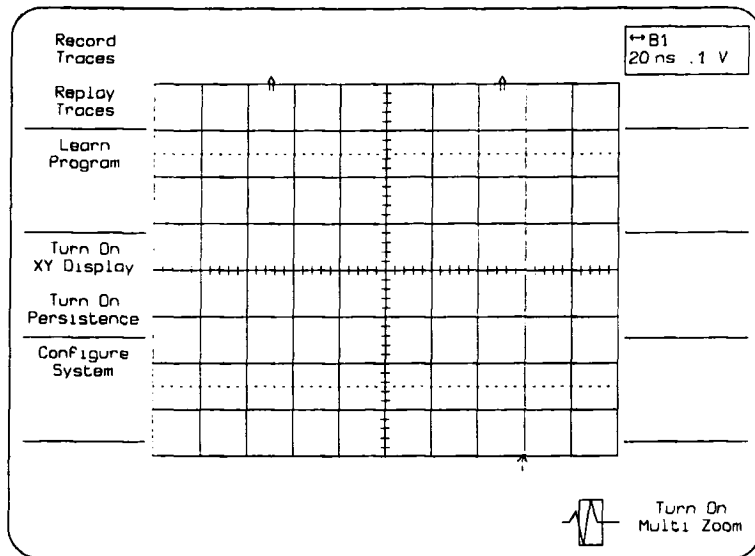 Record
Traces
Replay
Traces
Learn
Program
Turn On
XY Display
Turn On
Persistence
Configure
System
↔B1
20 ns .1 V
Turn On
Multi Zoom